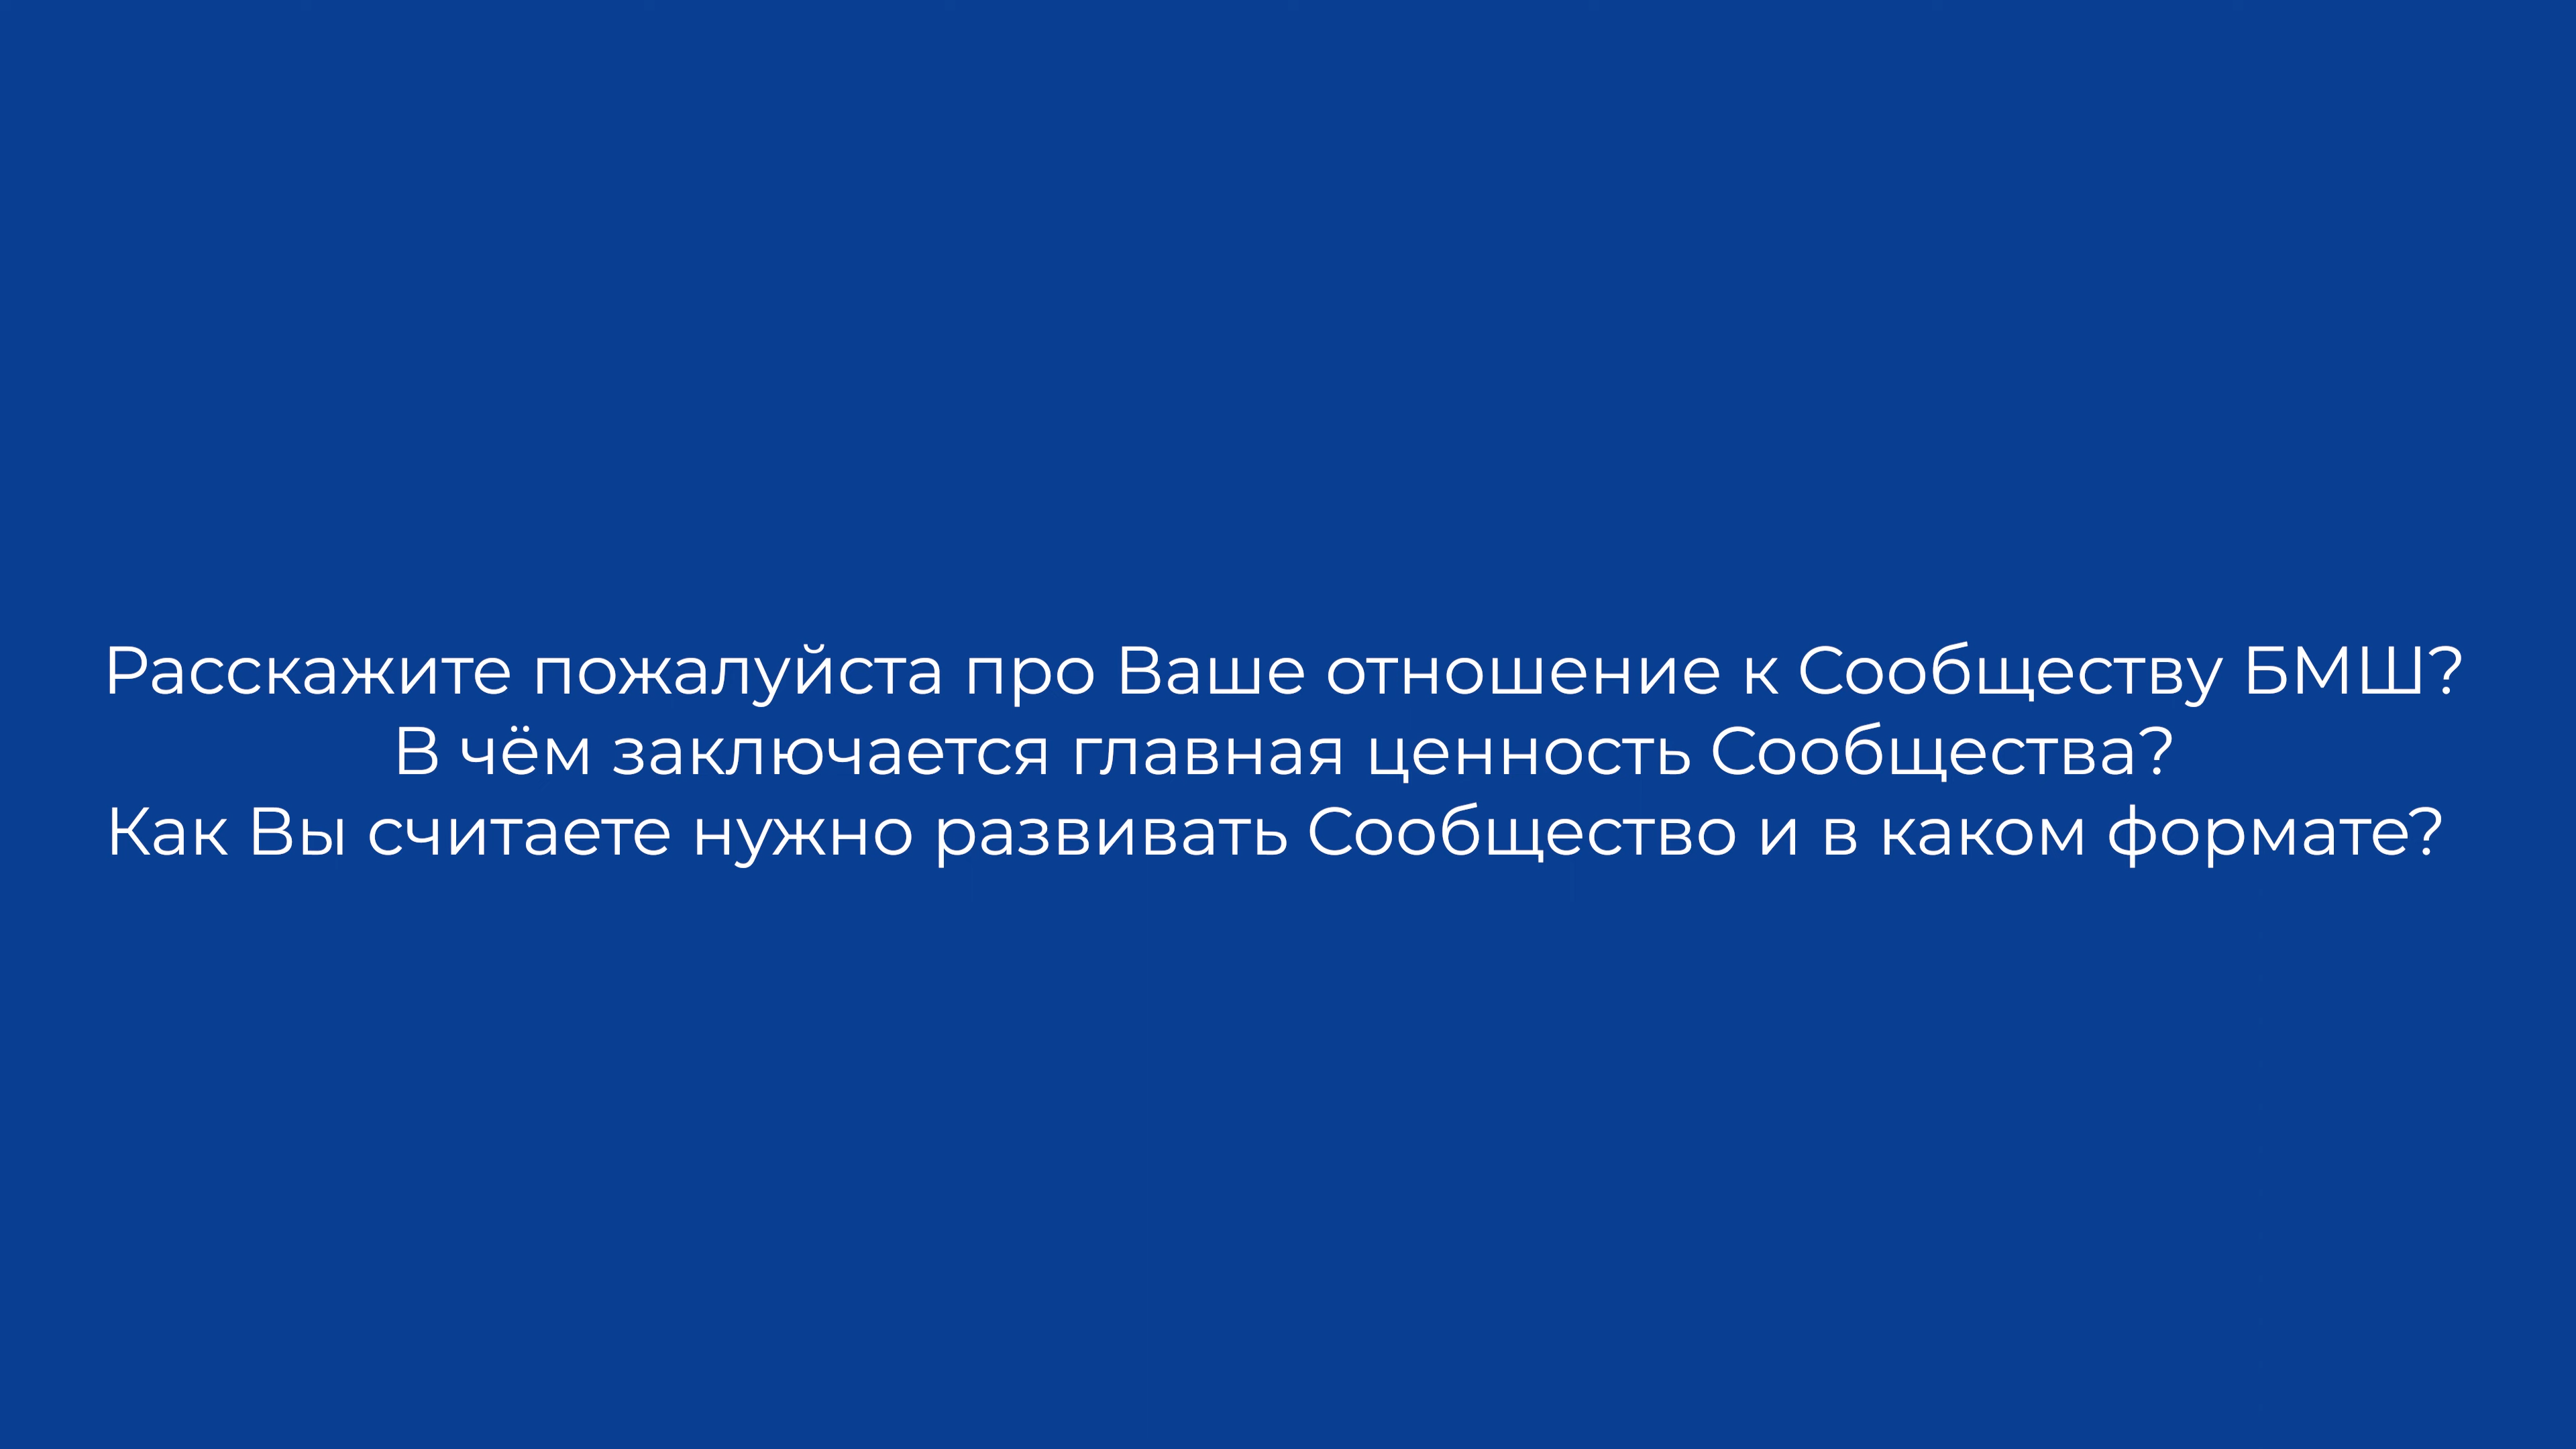 Расскажите пожалуйста про Ваше отношение к Сообществу БМШ?
В чём заключается главная ценность Сообщества?
Как Вы считаете нужно развивать Сообщество и в каком формате?